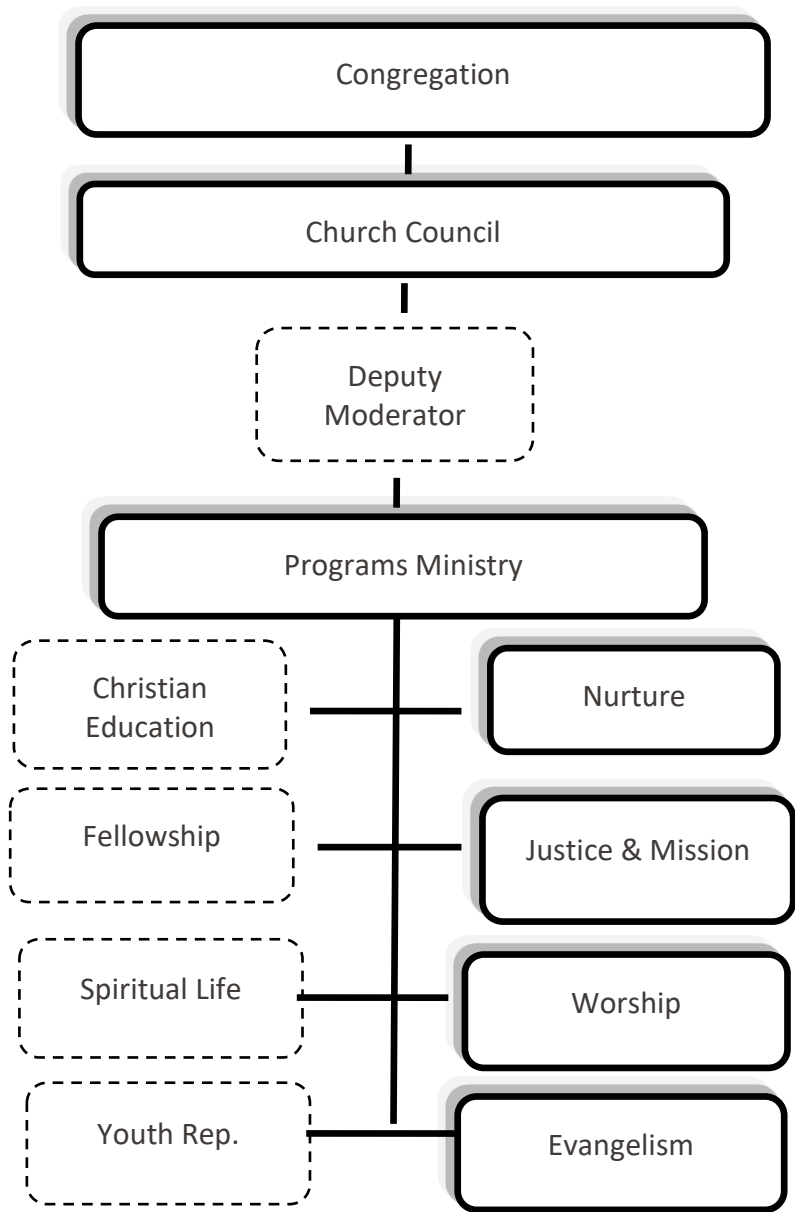 Congregation
Church Council
Deputy
Moderator
Programs Ministry
Christian
Education
Nurture
Fellowship
Justice & Mission
Spiritual Life
Worship
Youth Rep.
Evangelism